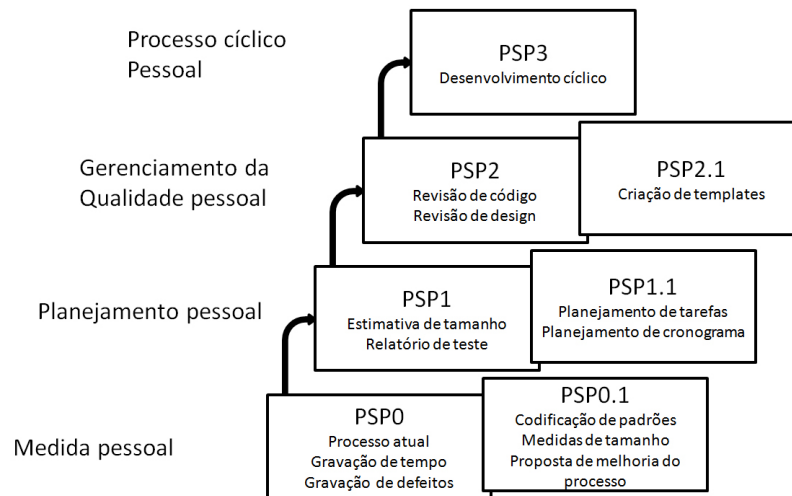 Processo cíclico
Pessoal
PSP3
Desenvolvimento cíclico
Gerenciamento da
Qualidade pessoal
PSP2
Revisão de código
Revisão de design
PSP2.1
Criação de templates
Planejamento pessoal
PSP1
Estimativa de tamanho
Relatório de teste
PSP1.1
Planejamento de tarefas
Planejamento de cronograma
Medida pessoal
PSP0
Processo atual
Gravação de tempo
Gravação de defeitos
PSP0.1
Codificação de padrões
Medidas de tamanho
Proposta de melhoria do
processo